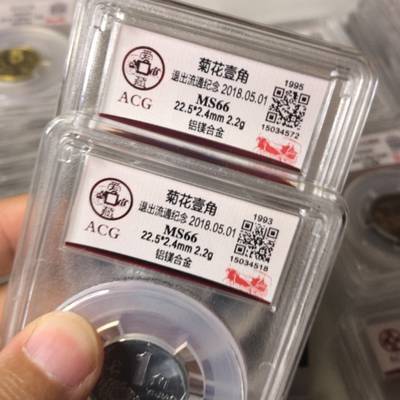 ACG
菊花壹角
1995
退出流通纪念 2018.05.01
MS66
22.5*2.4mm 2.2g
铝镁合金
15034572
ACG
菊花壹角
1993
退出流通纪念 2018.05.01
MS66
22.5*2.4mm 2.2g
铝镁合金
15034518
1
角